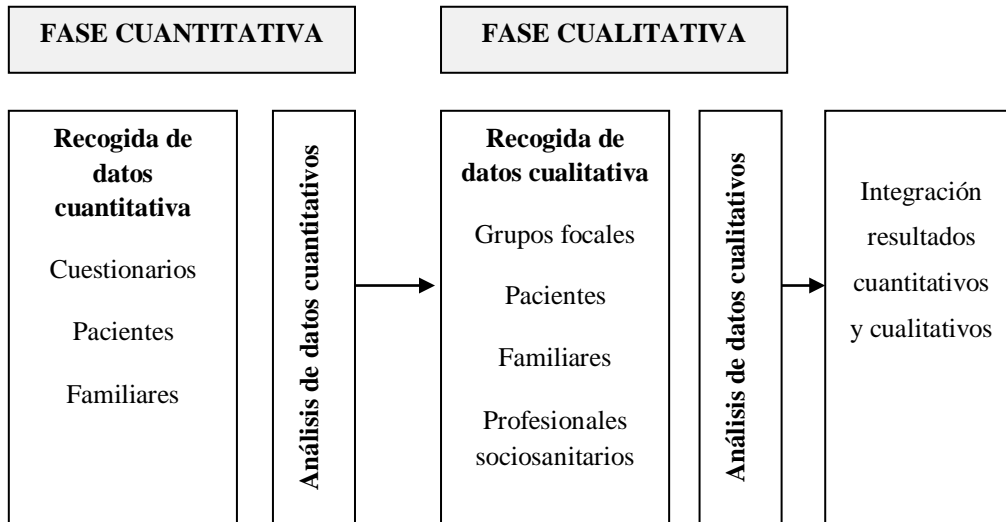 FASE CUANTITATIVA
FASE CUALITATIVA
Recogida de
datos
cuantitativa
Cuestionarios
Pacientes
Familiares
Análisis de datos cuantitativos
Recogida de
datos cualitativa
Grupos focales
Pacientes
Familiares
Profesionales
sociosanitarios
Análisis de datos cualitativos
Integración
resultados
cuantitativos
y cualitativos